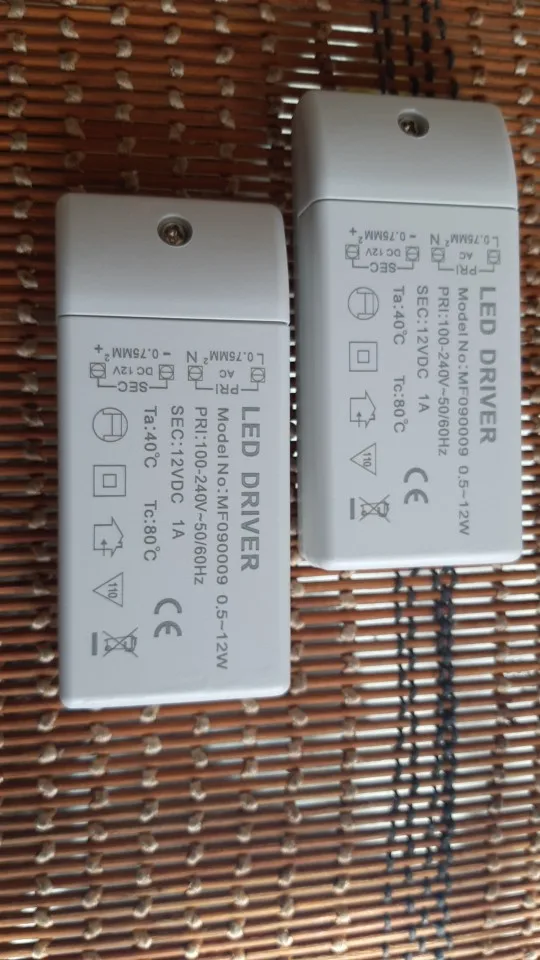 LED DRIVER
Model No:MF090009 0.5~12W
PRI:100-240V~50/60Hz
SEC:12VDC 1A
Ta:40℃ Tc:80℃
110
CE
PRI
AC
L 0.75MM² N
SEC
DC 12V
- 0.75MM² +
LED DRIVER
Model No:MF090009 0.5~12W
PRI:100-240V~50/60Hz
SEC:12VDC 1A
Ta:40℃ Tc:80℃
110
CE
PRI
AC
L 0.75MM² N
SEC
DC 12V
- 0.75MM² +